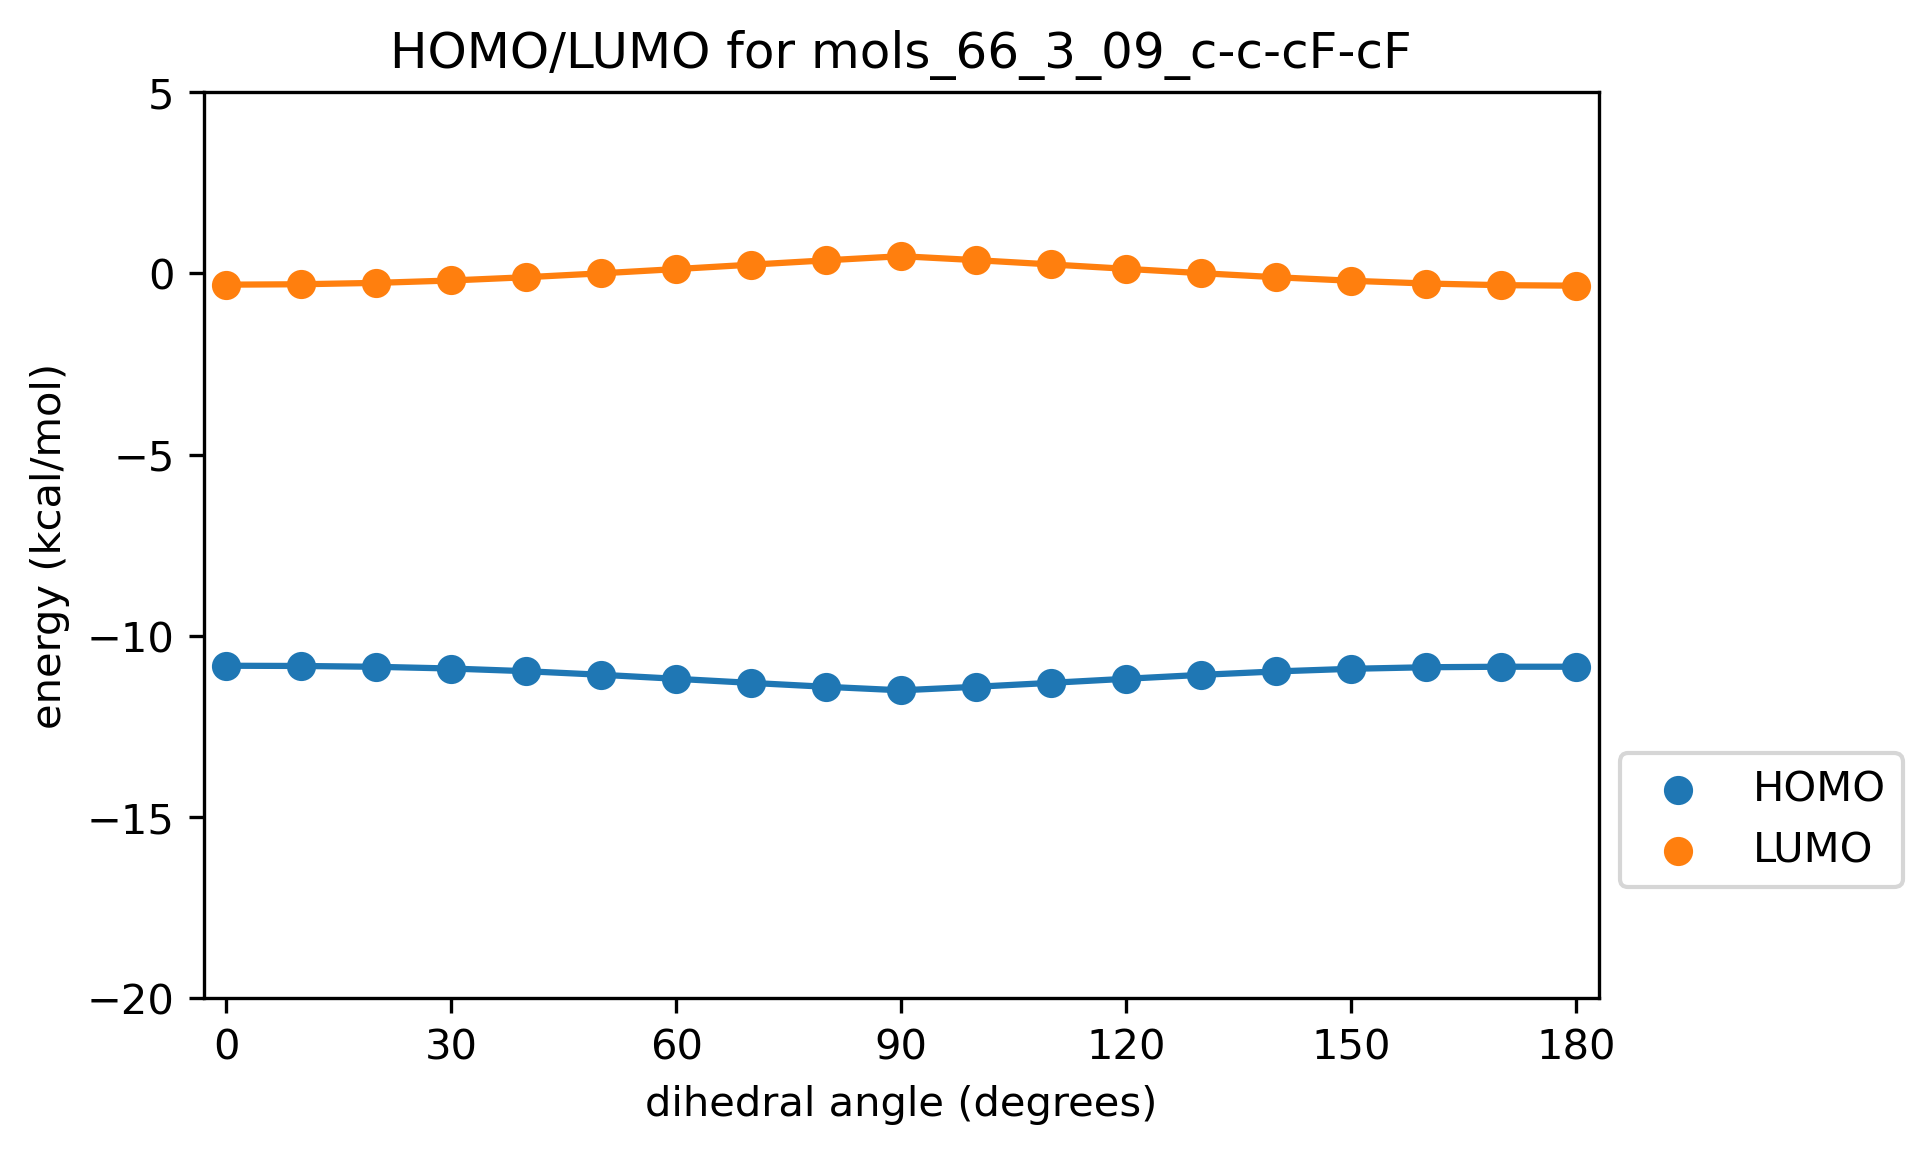 HOMO/LUMO for mols_66_3_09_c-c-cF-cF
5
0
−5
−10
−15
−20
energy (kcal/mol)
0 30 60 90 120 150 180
dihedral angle (degrees)
HOMO
LUMO